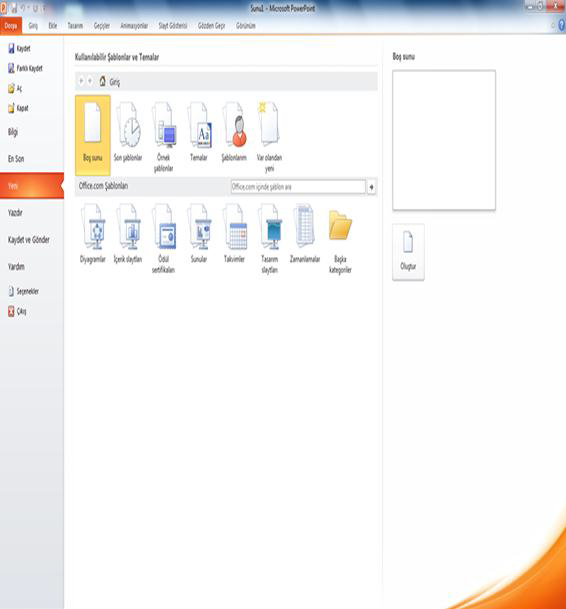 Sunu1 - Microsoft PowerPoint
Dosya Giriş Ekle Tasarım Geçişler Animasyonlar Slayt Gösterisi Gözden Geçir Görünüm
Kaydet
Farklı Kaydet
Aç
Kapat
Bilgi
En Son
Yeni
Yazdır
Kaydet ve Gönder
Yardım
Seçenekler
Çıkış
Kullanılabilir Şablonlar ve Temalar
Giriş
Boş sunu
Son şablonlar
Örnek
şablonlar
Temalar
Şablonlarım
Var olandan
yeni
Office.com Şablonları
Office.com içinde şablon ara
Diyagramlar
İçerik slaytları
Ödül
sertifikaları
Sunular
Takvimler
Tasarım
slaytları
Zamanlamalar
Başka
kategoriler
Boş sunu
Oluştur